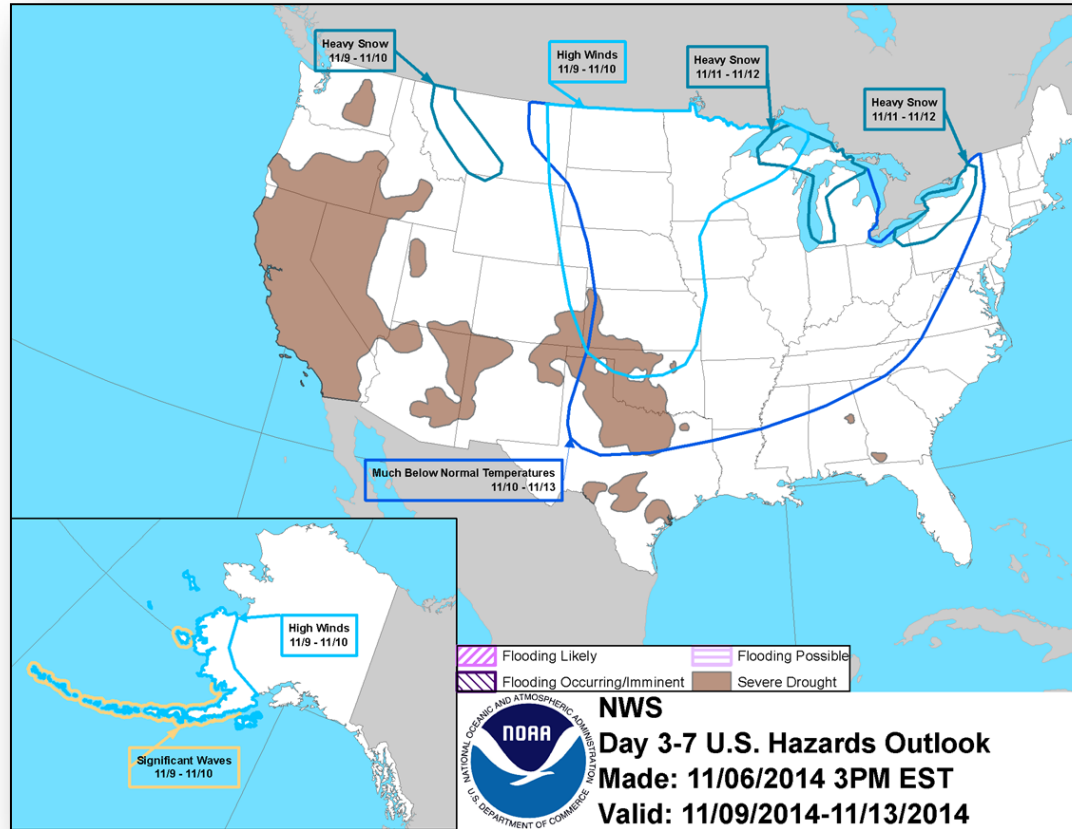 Heavy Snow
11/9 - 11/10
High Winds
11/9 - 11/10
Heavy Snow
11/11 - 11/12
Heavy Snow
11/11 - 11/12
Much Below Normal Temperatures
11/10 - 11/13
High Winds
11/9 - 11/10
Significant Waves
11/9 - 11/10
Flooding Likely
Flooding Possible
Flooding Occurring/Imminent
Severe Drought
NATIONAL OCEANIC AND ATMOSPHERIC ADMINISTRATION
NOAA
U.S. DEPARTMENT OF COMMERCE
NWS
Day 3-7 U.S. Hazards Outlook
Made: 11/06/2014 3PM EST
Valid: 11/09/2014-11/13/2014